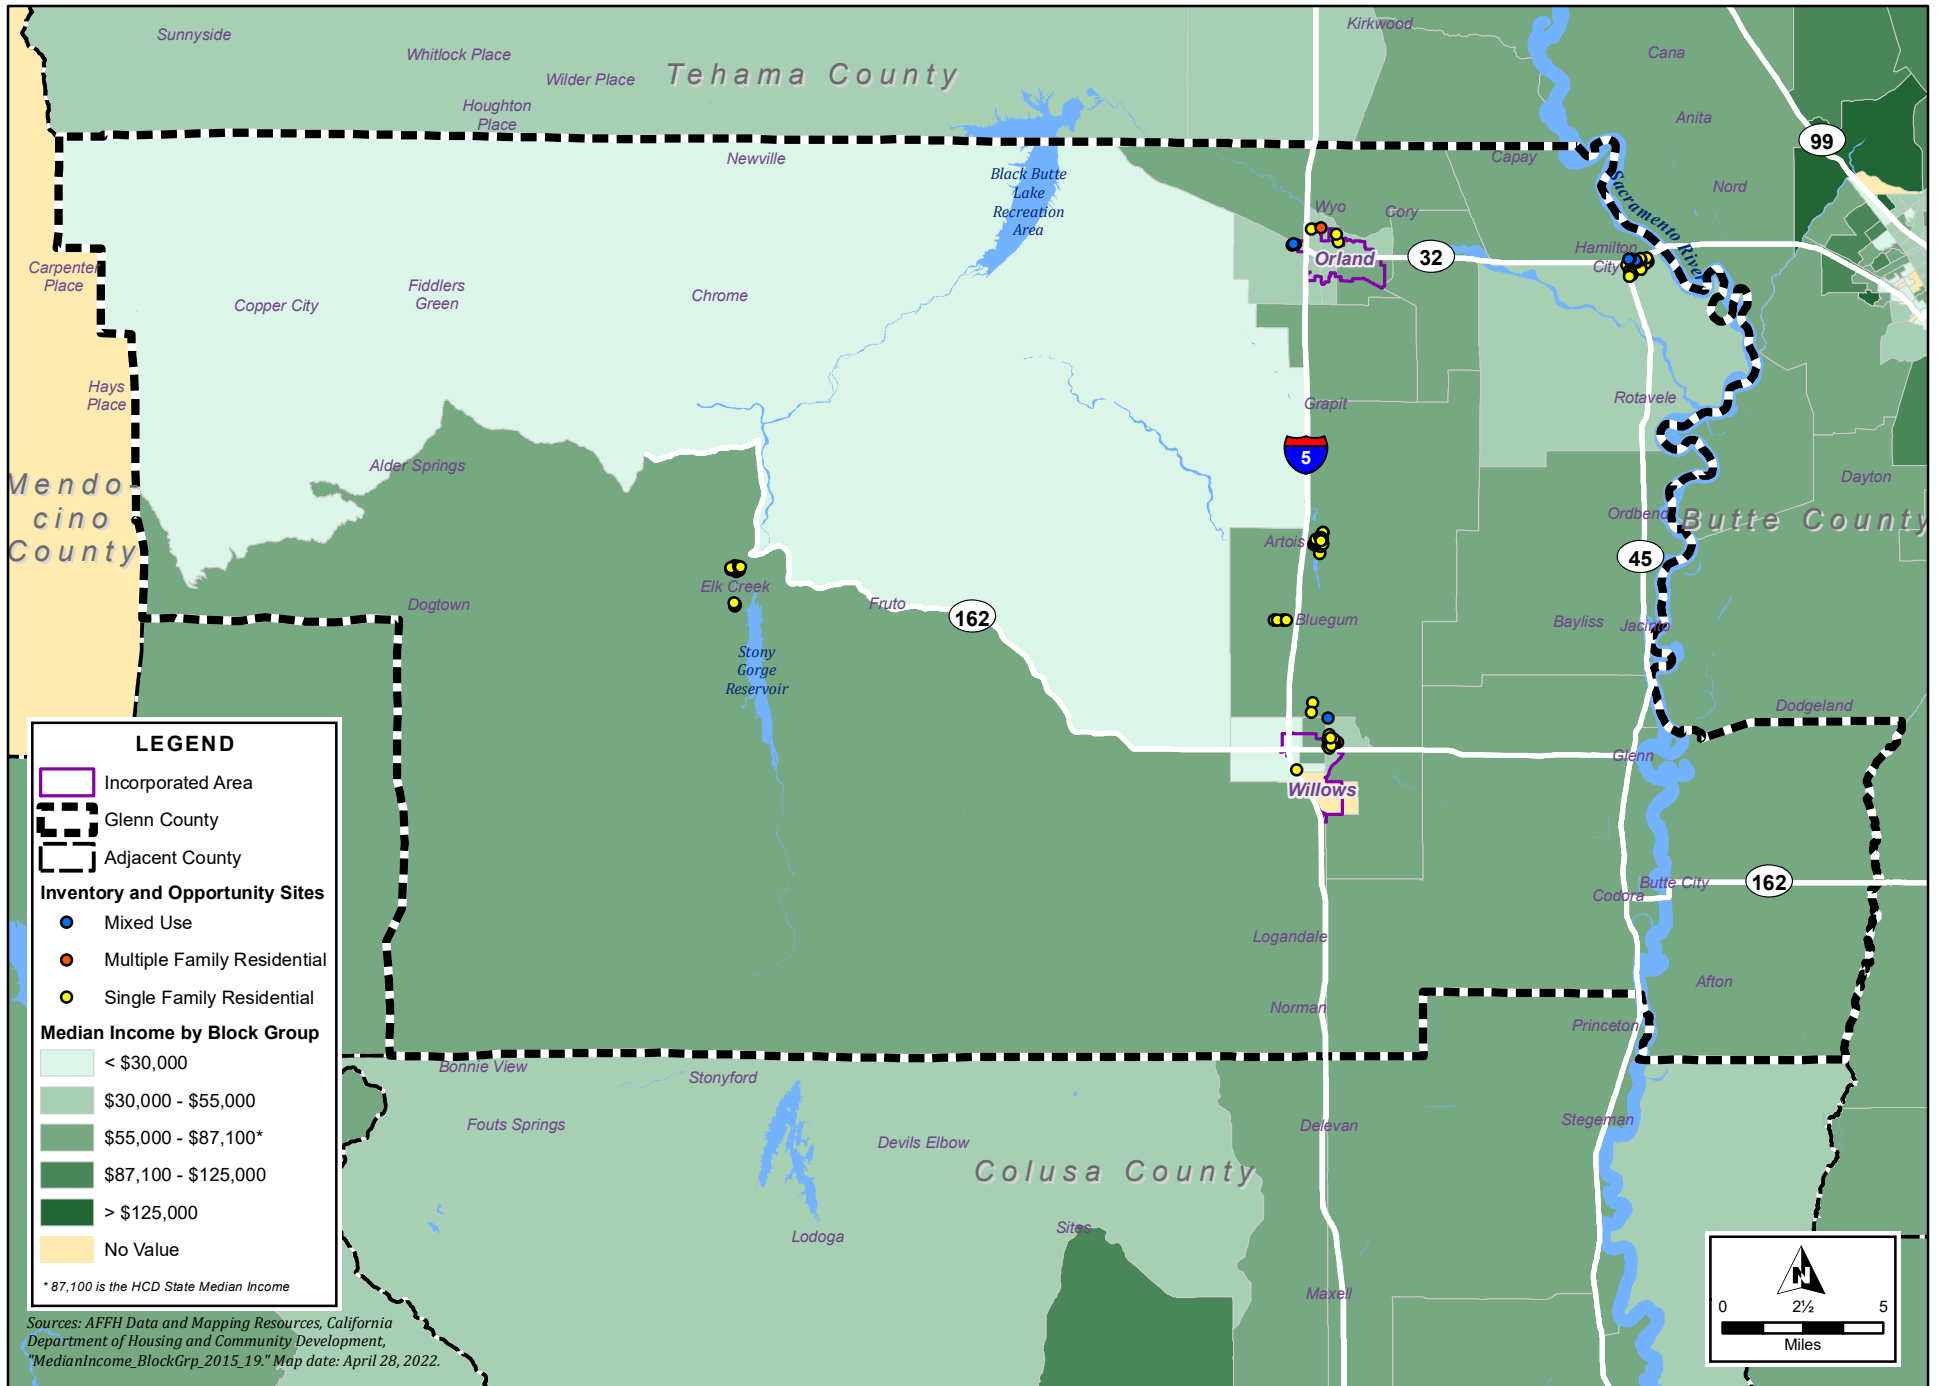 Sunnyside
Whitlock Place
Wilder Place
Houghton
Place
Tehama County
Kirkwood
Cana
Anita
99
Nord
Capay
Newville
Black Butte
Lake
Recreation
Area
Wyo
Cory
Sacramento River
Hamilton
City
Orland
32
Carpenter
Place
Copper City
Fiddlers
Green
Chrome
Hays
Place
Grapit
Rotavele
5
Alder Springs
Mendo-
cino
County
Dayton
Ordbend
Butte County
Artois
45
Elk Creek
Dogtown
Fruto
162
Bluegum
Bayliss
Jacinto
Stony
Gorge
Reservoir
Dodgeland
Glenn
Willows
Butte City
162
Codora
Logandale
Afton
Norman
Princeton
Bonnie View
Stonyford
Fouts Springs
Devils Elbow
Delevan
Stegeman
Colusa County
Sites
Lodoga
Maxell
LEGEND
Incorporated Area
Glenn County
Adjacent County
Inventory and Opportunity Sites
Mixed Use
Multiple Family Residential
Single Family Residential
Median Income by Block Group
< $30,000
$30,000 - $55,000
$55,000 - $87,100*
$87,100 - $125,000
> $125,000
No Value
* 87,100 is the HCD State Median Income
Sources: AFFH Data and Mapping Resources, California
Department of Housing and Community Development,
"MedianIncome_BlockGrp_2015_19." Map date: April 28, 2022.
N
0 2½ 5
Miles